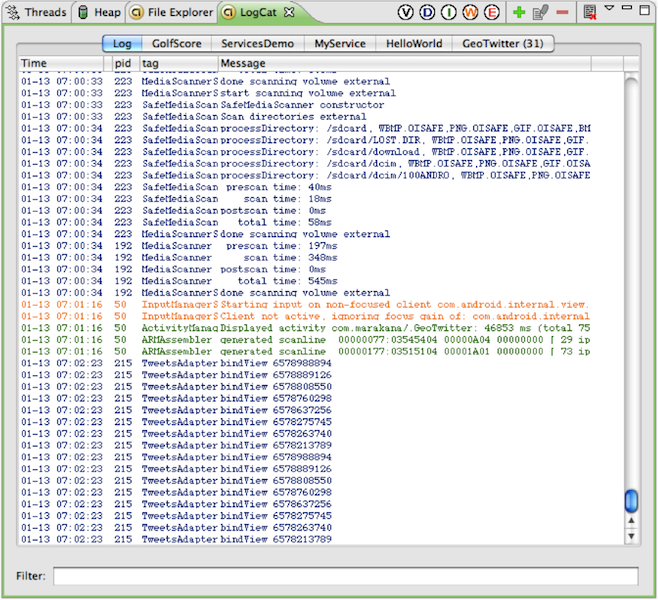 Threads Heap File Explorer LogCat V D I W E
Log GolfScore ServicesDemo MyService HelloWorld GeoTwitter (31)
Time pid tag Message
01-13 07:00:33 223 MediaScannerS done scanning volume external
01-13 07:00:33 223 MediaScannerS start scanning volume external
01-13 07:00:33 223 SafeMediaScan SafeMediaScanner constructor
01-13 07:00:33 223 SafeMediaScan Scan directories external
01-13 07:00:34 223 SafeMediaScan processDirectory: /sdcard, WBMP.OISAFE,PNG.OISAFE,GIF.OISAFE,BM
01-13 07:00:34 223 SafeMediaScan processDirectory: /sdcard/LOST.DIR, WBMP.OISAFE,PNG.OISAFE,GIF.
01-13 07:00:34 223 SafeMediaScan processDirectory: /sdcard/download, WBMP.OISAFE,PNG.OISAFE,GIF.
01-13 07:00:34 223 SafeMediaScan processDirectory: /sdcard/dcim, WBMP.OISAFE,PNG.OISAFE,GIF.OISA
01-13 07:00:34 223 SafeMediaScan processDirectory: /sdcard/dcim/100ANDRO, WBMP.OISAFE,PNG.OISAFE
01-13 07:00:34 223 SafeMediaScan prescan time: 40ms
01-13 07:00:34 223 SafeMediaScan scan time: 18ms
01-13 07:00:34 223 SafeMediaScan postscan time: 0ms
01-13 07:00:34 223 SafeMediaScan total time: 58ms
01-13 07:00:34 223 MediaScannerS done scanning volume external
01-13 07:00:34 192 MediaScanner prescan time: 197ms
01-13 07:00:34 192 MediaScanner scan time: 348ms
01-13 07:00:34 192 MediaScanner postscan time: 0ms
01-13 07:00:34 192 MediaScanner total time: 545ms
01-13 07:00:34 192 MediaScannerS done scanning volume external
01-13 07:01:16 50 InputManagerS Starting input on non-focused client com.android.internal.view.
01-13 07:01:16 50 InputManagerS Client not active, ignoring focus gain of: com.android.internal
01-13 07:01:16 50 ActivityManag Displayed activity com.marakana/.GeoTwitter: 46853 ms (total 75
01-13 07:01:16 50 ARMAssembler generated scanline 00000077:03545404 00000A04 00000000 [ 29 ip
01-13 07:01:16 50 ARMAssembler generated scanline 00000177:03515104 00001A01 00000000 [ 73 ip
01-13 07:02:23 215 TweetsAdapter bindView 6578988894
01-13 07:02:23 215 TweetsAdapter bindView 6578889126
01-13 07:02:23 215 TweetsAdapter bindView 6578808550
01-13 07:02:23 215 TweetsAdapter bindView 6578760298
01-13 07:02:23 215 TweetsAdapter bindView 6578637256
01-13 07:02:23 215 TweetsAdapter bindView 6578275745
01-13 07:02:23 215 TweetsAdapter bindView 6578263740
01-13 07:02:23 215 TweetsAdapter bindView 6578213789
01-13 07:02:23 215 TweetsAdapter bindView 6578988894
01-13 07:02:23 215 TweetsAdapter bindView 6578889126
01-13 07:02:23 215 TweetsAdapter bindView 6578808550
01-13 07:02:23 215 TweetsAdapter bindView 6578760298
01-13 07:02:23 215 TweetsAdapter bindView 6578637256
01-13 07:02:23 215 TweetsAdapter bindView 6578275745
01-13 07:02:23 215 TweetsAdapter bindView 6578263740
01-13 07:02:23 215 TweetsAdapter bindView 6578213789
Filter: